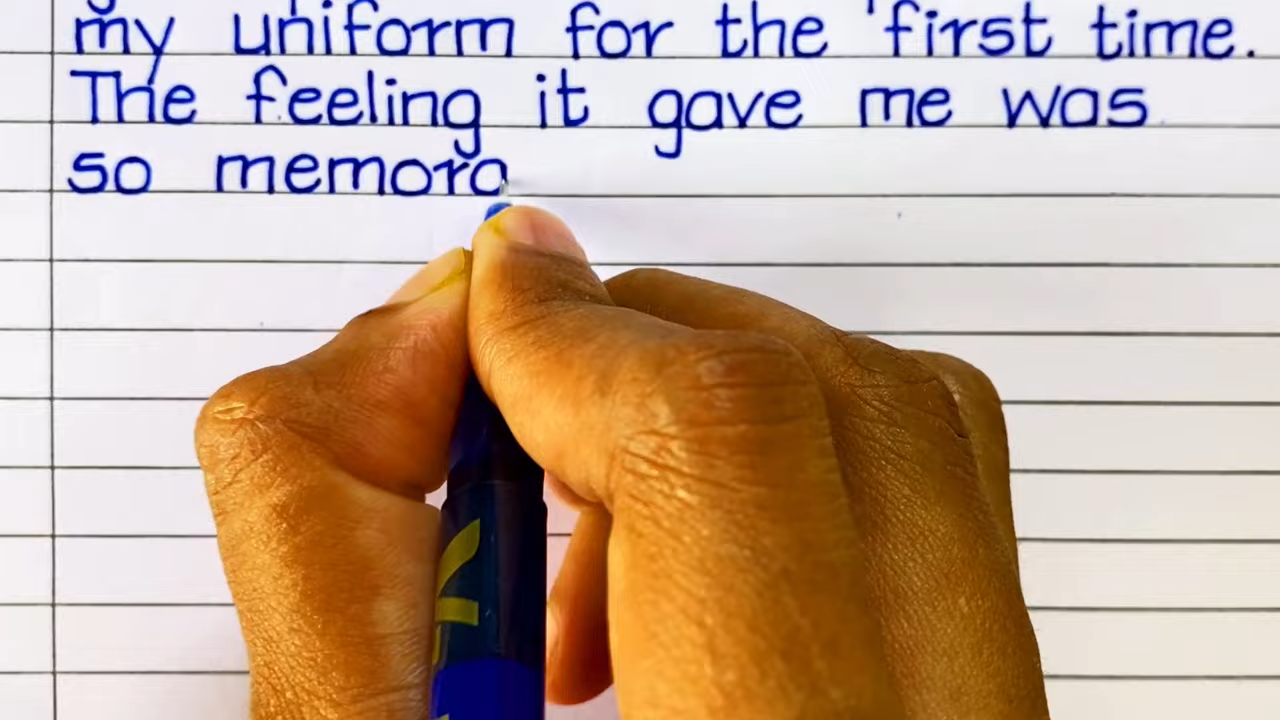 my uniform for the 'first time.
The feeling it gave me was
so memora